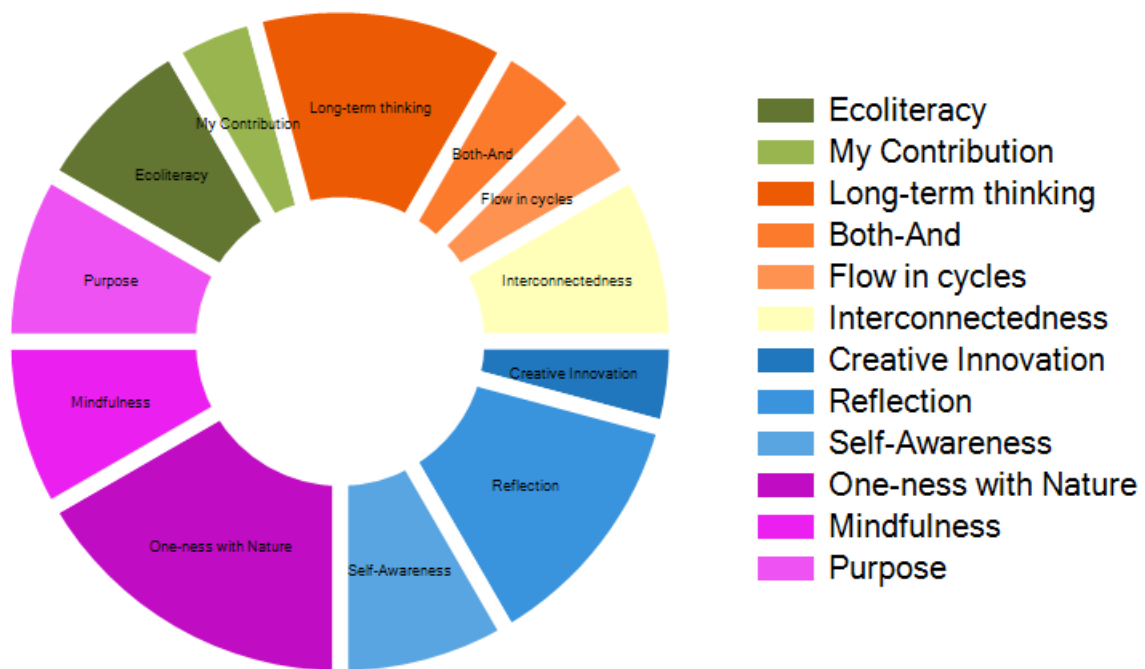 Long-term thinking
My Contribution
Both-And
Ecoliteracy
Flow in cycles
Purpose
Interconnectedness
Creative Innovation
Mindfulness
Reflection
One-ness with Nature
Self-Awareness
Ecoliteracy
My Contribution
Long-term thinking
Both-And
Flow in cycles
Interconnectedness
Creative Innovation
Reflection
Self-Awareness
One-ness with Nature
Mindfulness
Purpose